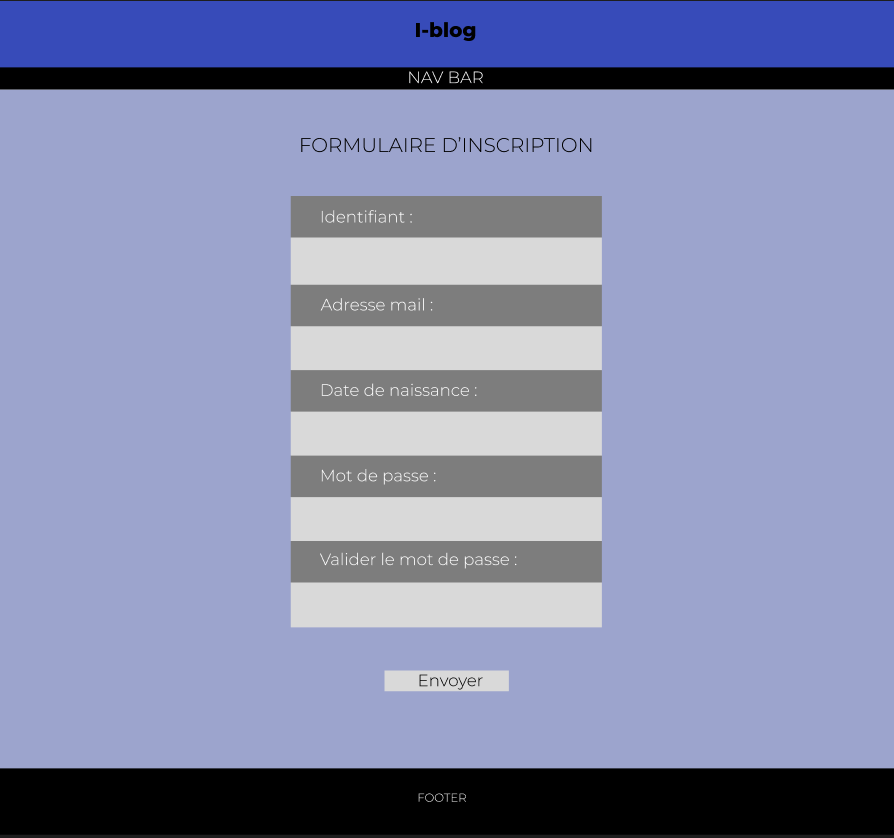 I-blog
NAV BAR
FORMULAIRE D’INSCRIPTION
Identifiant :
Adresse mail :
Date de naissance :
Mot de passe :
Valider le mot de passe :
Envoyer
FOOTER